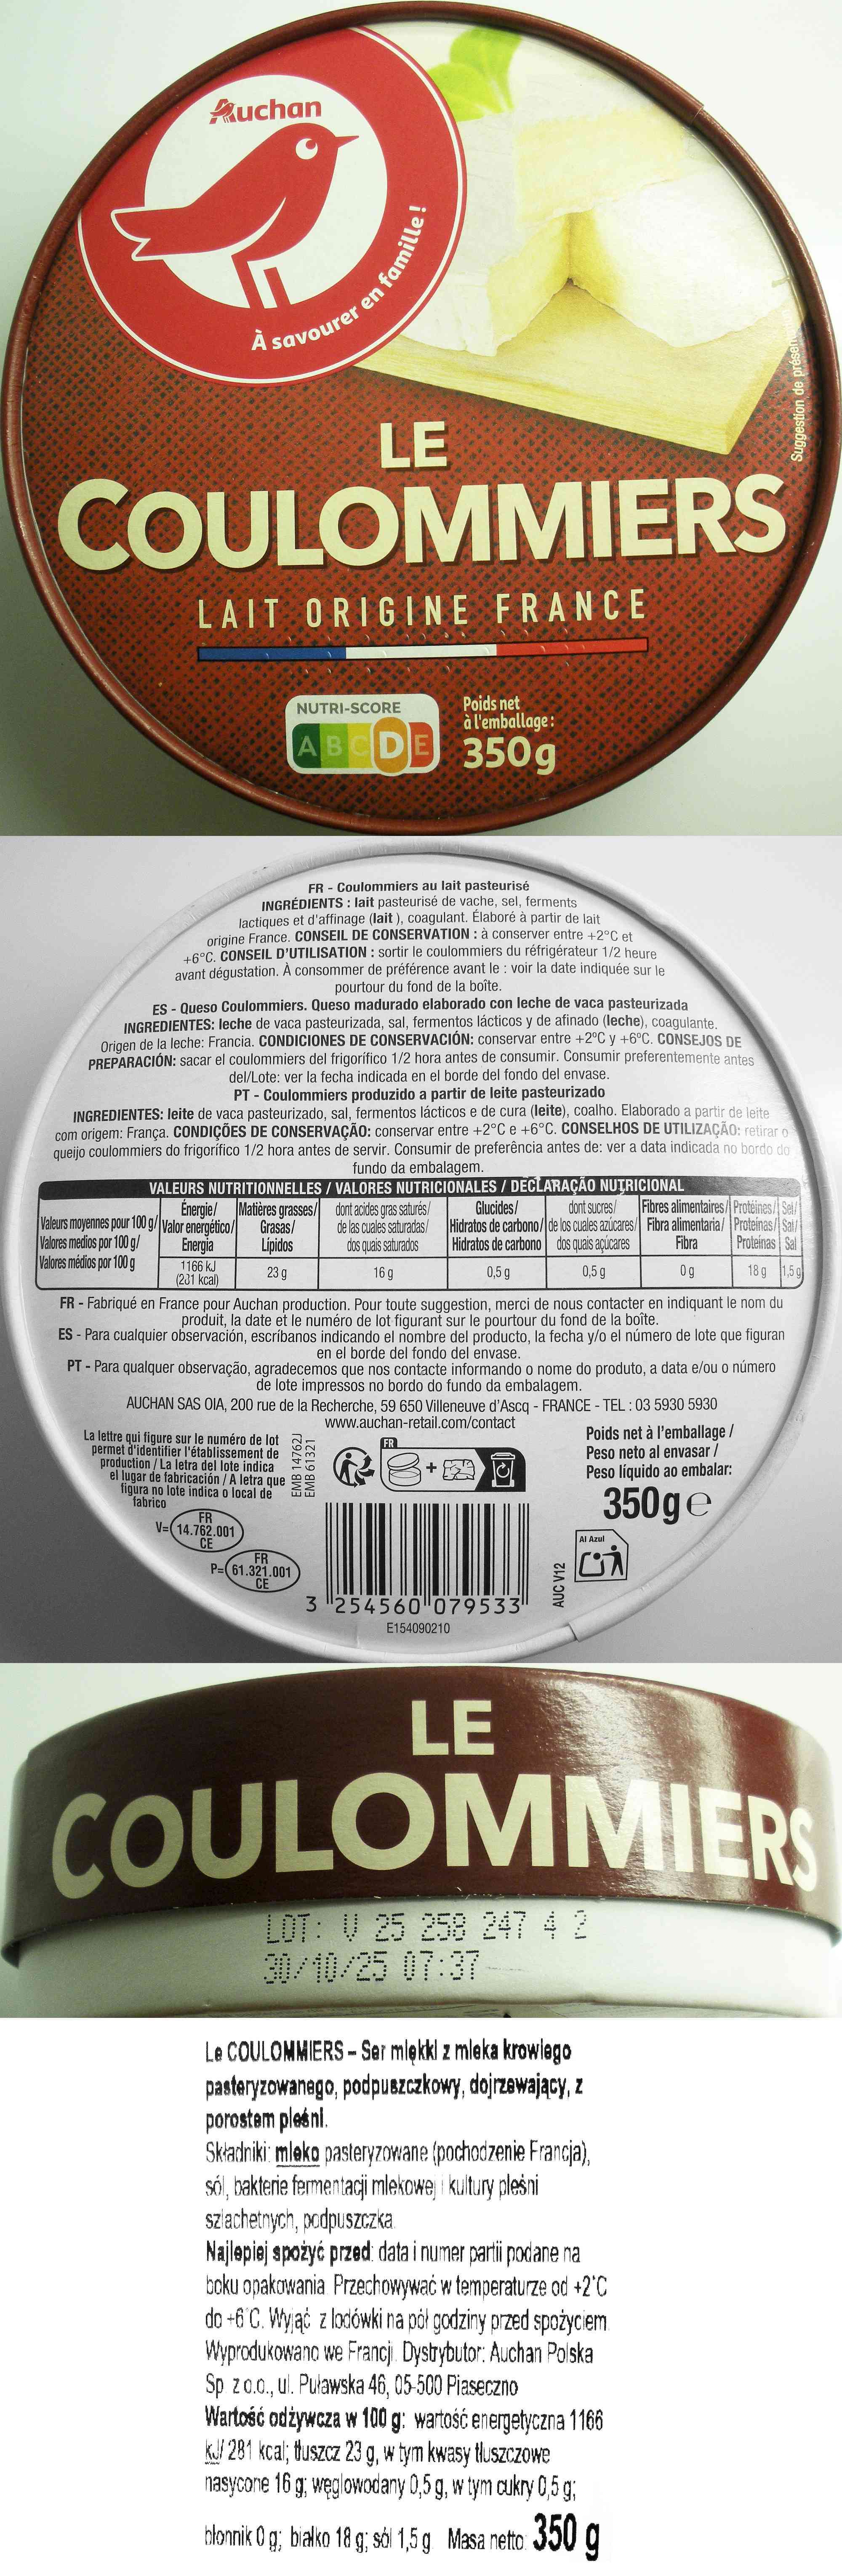 Auchan
À savourer en famille !
Suggestion de
LE
COULOMMIERS
LAIT ORIGINE FRANCE
NUTRI-SCORE
A B C D E
Poids net
à l'emballage :
350g
FR - Coulommiers au lait pasteurisé
INGRÉDIENTS : lait pasteurisé de vache, sel, ferments
lactiques et d'affinage (lait ), coagulant. Élaboré à partir de lait
origine France. CONSEIL DE CONSERVATION : à conserver entre +2°C et
+6°C. CONSEIL D'UTILISATION : sortir le coulommiers du réfrigérateur 1/2 heure
avant dégustation. À consommer de préférence avant le : voir la date indiquée sur le
pourtour du fond de la boîte.
ES - Queso Coulommiers. Queso madurado elaborado con leche de vaca pasteurizada
INGREDIENTES: leche de vaca pasteurizada, sal, fermentos lácticos y de afinado (leche), coagulante.
Origen de la leche: Francia. CONDICIONES DE CONSERVACIÓN: conservar entre +2°C y +6°C. CONSEJOS DE
PREPARACIÓN: sacar el coulommiers del frigorífico 1/2 hora antes de consumir. Consumir preferentemente antes
del/Lote: ver la fecha indicada en el borde del fondo del envase.
PT - Coulommiers produzido a partir de leite pasteurizado
INGREDIENTES: leite de vaca pasteurizado, sal, fermentos lácticos e de cura (leite), coalho. Elaborado a partir de leite
com origem: França. CONDIÇÕES DE CONSERVAÇÃO: conservar entre +2°C e +6°C. CONSELHOS DE UTILIZAÇÃO: retirar o
queijo coulommiers do frigorífico 1/2 hora antes de servir. Consumir de preferência antes de: ver a data indicada no bordo do
fundo da embalagem.
VALEURS NUTRITIONNELLES / VALORES NUTRICIONALES / DECLARAÇÃO NUTRICIONAL
Valeurs moyennes pour 100 g/ Valores medios por 100 g/ Valores médios por 100 g
Énergie/ Valor energético/ Energia 1166 kJ (281 kcal)
Matières grasses/ Grasas/ Lípidos 23 g
dont acides gras saturés/ de las cuales saturadas/ dos quais saturados 16 g
Glucides/ Hidratos de carbono/ Hidratos de carbono 0,5 g
dont sucres/ de los cuales azúcares/ dos quais açúcares 0,5 g
Fibres alimentaires/ Fibra alimentaria/ Fibra 0 g
Protéines/ Proteínas/ Proteínas 18 g
Sel/ Sal/ Sal 1,5 g
FR - Fabriqué en France pour Auchan production. Pour toute suggestion, merci de nous contacter en indiquant le nom du
produit, la date et le numéro de lot figurant sur le pourtour du fond de la boîte.
ES - Para cualquier observación, escríbanos indicando el nombre del producto, la fecha y/o el número de lote que figuran
en el borde del fondo del envase.
PT - Para qualquer observação, agradecemos que nos contacte informando o nome do produto, a data e/ou o número
de lote impressos no bordo do fundo da embalagem.
AUCHAN SAS OIA, 200 rue de la Recherche, 59 650 Villeneuve d'Ascq - FRANCE - TEL : 03 5930 5930
www.auchan-retail.com/contact
La lettre qui figure sur le numéro de lot
permet d'identifier l'établissement de
production / La letra del lote indica
el lugar de fabricación / A letra que
figura no lote indica o local de
fabrico
EMB 14762J
EMB 61321
V= FR 14.762.001 CE
P= FR 61.321.001 CE
FR
+
Poids net à l'emballage /
Peso neto al envasar /
Peso líquido ao embalar:
350g e
Al Azul
AUC V12
3 254560 079533
E154090210
LE
COULOMMIERS
LOT: V 25 258 247 4 2
30/10/25 07:37
Le COULOMMIERS – Ser miękki z mleka krowiego
pasteryzowanego, podpuszczkowy, dojrzewający, z
porostem pleśni.
Składniki: mleko pasteryzowane (pochodzenie Francja),
sól, bakterie fermentacji mlekowej i kultury pleśni
szlachetnych, podpuszczka.
Najlepiej spożyć przed: data i numer partii podane na
boku opakowania. Przechowywać w temperaturze od +2°C
do +6°C. Wyjąć z lodówki na pół godziny przed spożyciem.
Wyprodukowano we Francji. Dystrybutor: Auchan Polska
Sp. z o.o., ul. Puławska 46, 05-500 Piaseczno
Wartość odżywcza w 100 g: wartość energetyczna 1166
kJ/ 281 kcal; tłuszcz 23 g, w tym kwasy tłuszczowe
nasycone 16 g; węglowodany 0,5 g, w tym cukry 0,5 g;
błonnik 0 g; białko 18 g; sól 1,5 g. Masa netto: 350 g